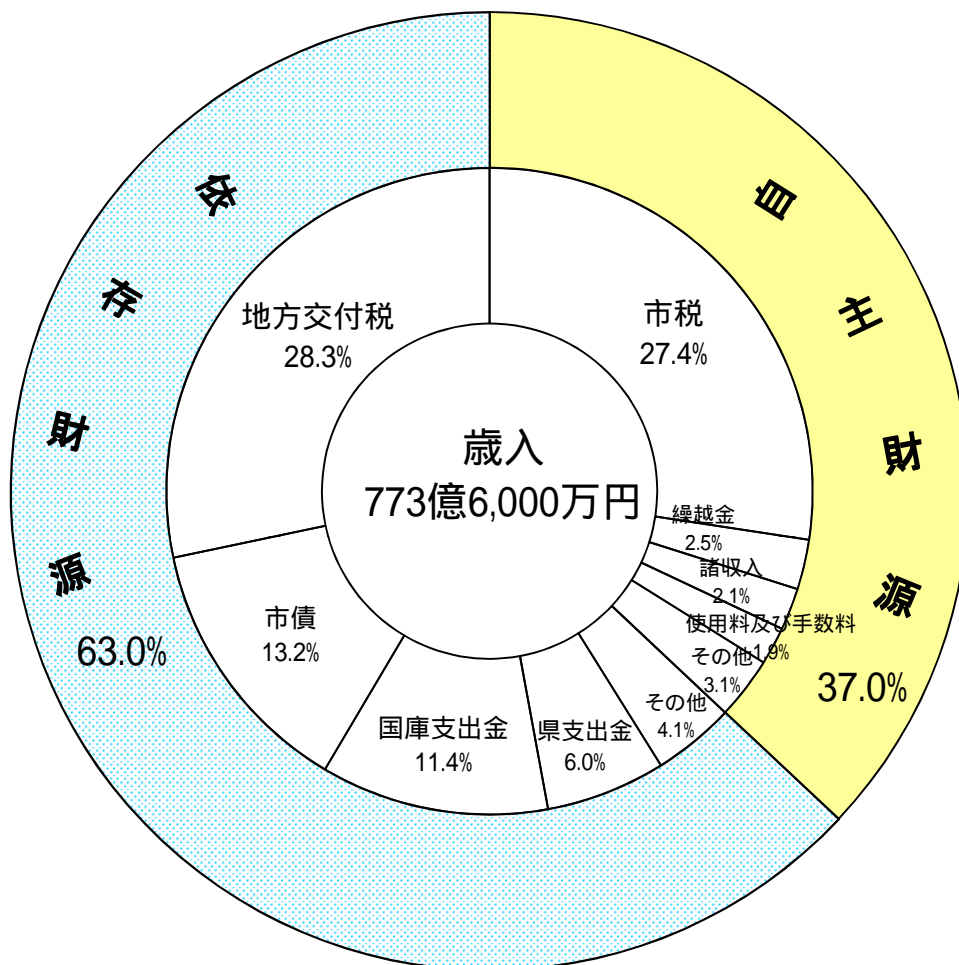 歳入
773億6,000万円
自主財源
37.0%
市税
27.4%
繰越金
2.5%
諸収入
2.1%
使用料及び手数料
1.9%
その他
3.1%
依存財源
63.0%
地方交付税
28.3%
市債
13.2%
国庫支出金
11.4%
県支出金
6.0%
その他
4.1%